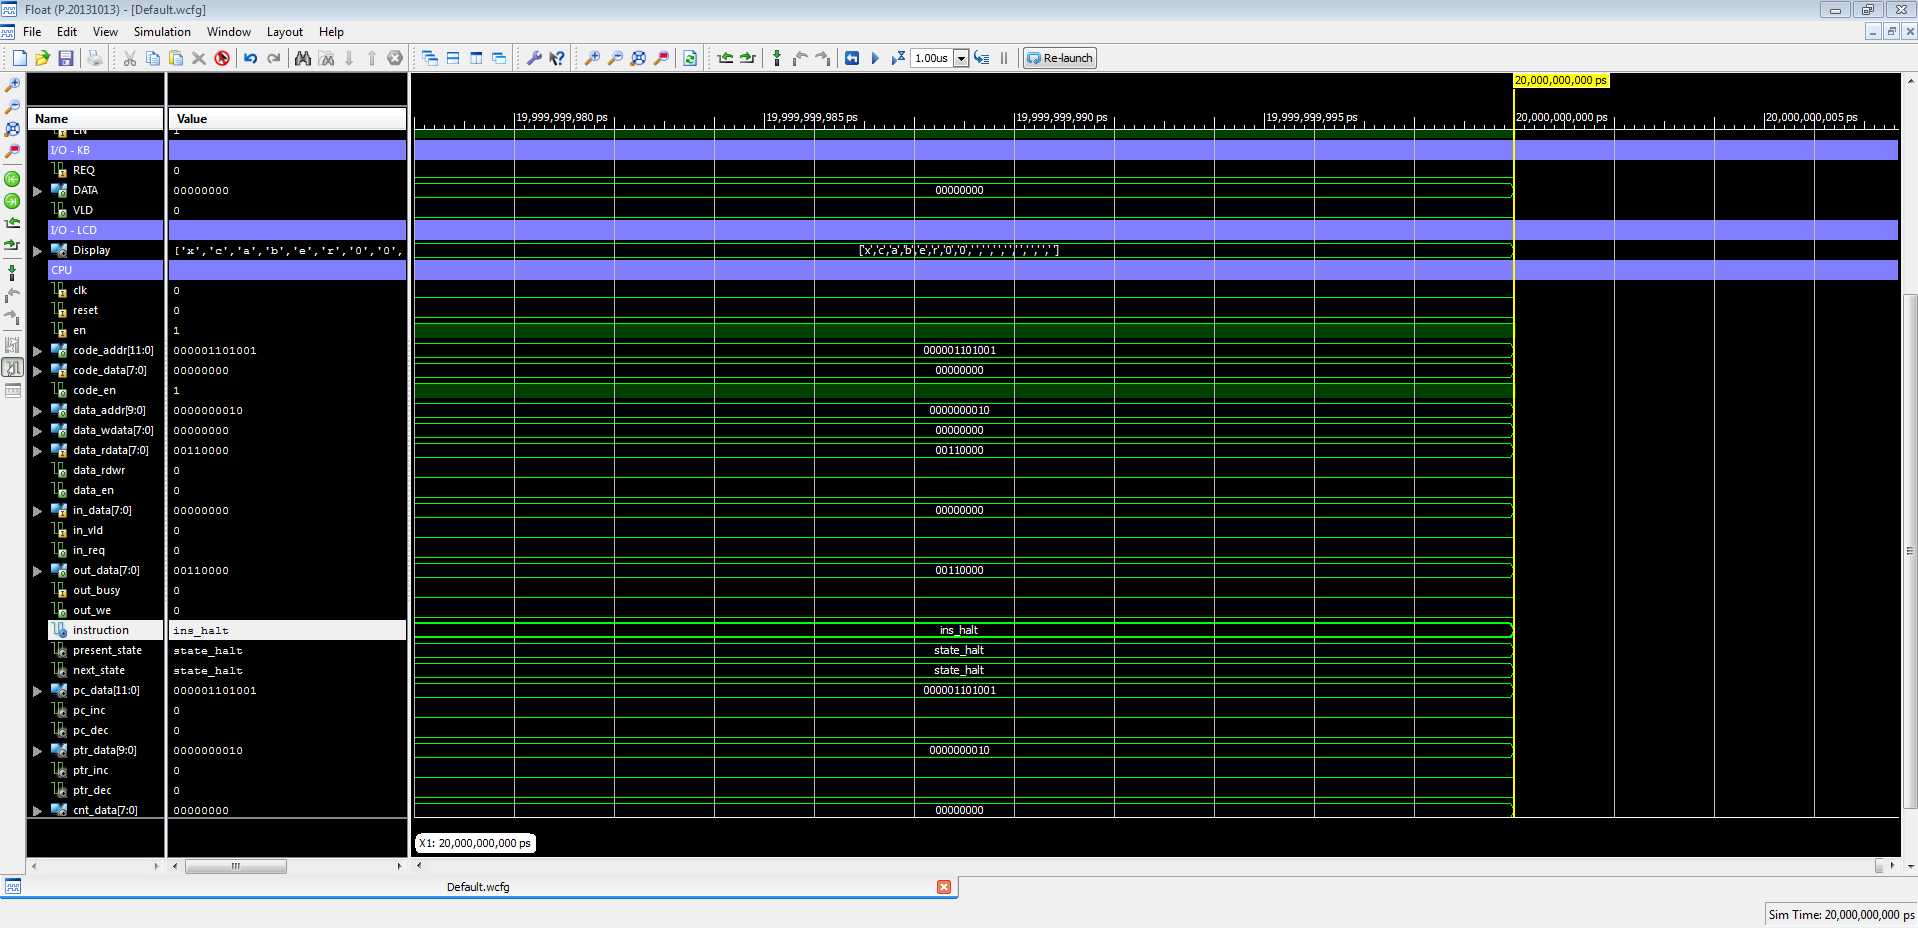 Float (P.20131013) - [Default.wcfg]
File Edit View Simulation Window Layout Help
1.00us Re-launch
20,000,000,000 ps
Name Value
19,999,999,980 ps 19,999,999,985 ps 19,999,999,990 ps 19,999,999,995 ps 20,000,000,000 ps 20,000,000,005 ps
EN 1
I/O - KB
REQ 0
DATA 00000000 00000000
VLD 0
I/O - LCD
Display ['x','c','a','b','e','r','0','0', ['x','c','a','b','e','r','0','0',' ',' ',' ',' ',' ',' ',' ',' ']
CPU
clk 0
reset 0
en 1
code_addr[11:0] 000001101001 000001101001
code_data[7:0] 00000000 00000000
code_en 1
data_addr[9:0] 0000000010 0000000010
data_wdata[7:0] 00000000 00000000
data_rdata[7:0] 00110000 00110000
data_rdwr 0
data_en 0
in_data[7:0] 00000000 00000000
in_vld 0
in_req 0
out_data[7:0] 00110000 00110000
out_busy 0
out_we 0
instruction ins_halt ins_halt
present_state state_halt state_halt
next_state state_halt state_halt
pc_data[11:0] 000001101001 000001101001
pc_inc 0
pc_dec 0
ptr_data[9:0] 0000000010 0000000010
ptr_inc 0
ptr_dec 0
cnt_data[7:0] 00000000 00000000
X1: 20,000,000,000 ps
Default.wcfg
Sim Time: 20,000,000,000 ps